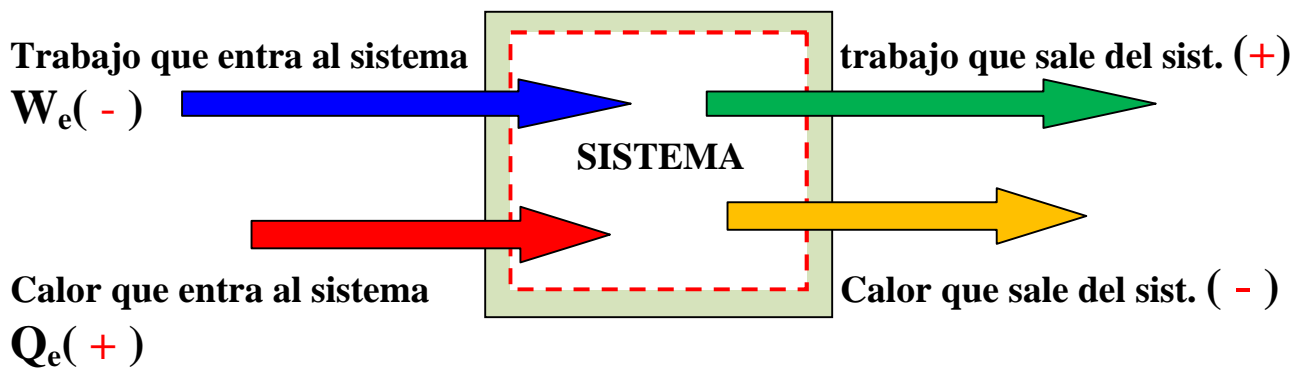 Trabajo que entra al sistema
We( - )
trabajo que sale del sist. (+)
SISTEMA
Calor que entra al sistema
Qe( + )
Calor que sale del sist. ( - )